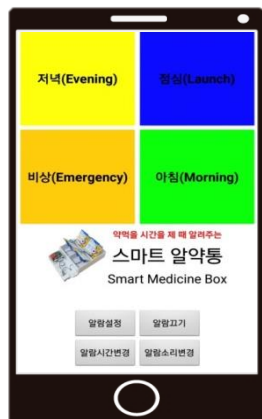 저녁(Evening)
점심(Launch)
비상(Emergency)
아침(Morning)
약먹을 시간을 제 때 알려주는
스마트 알약통
Smart Medicine Box
알람설정
알람끄기
알람시간변경
알람소리변경